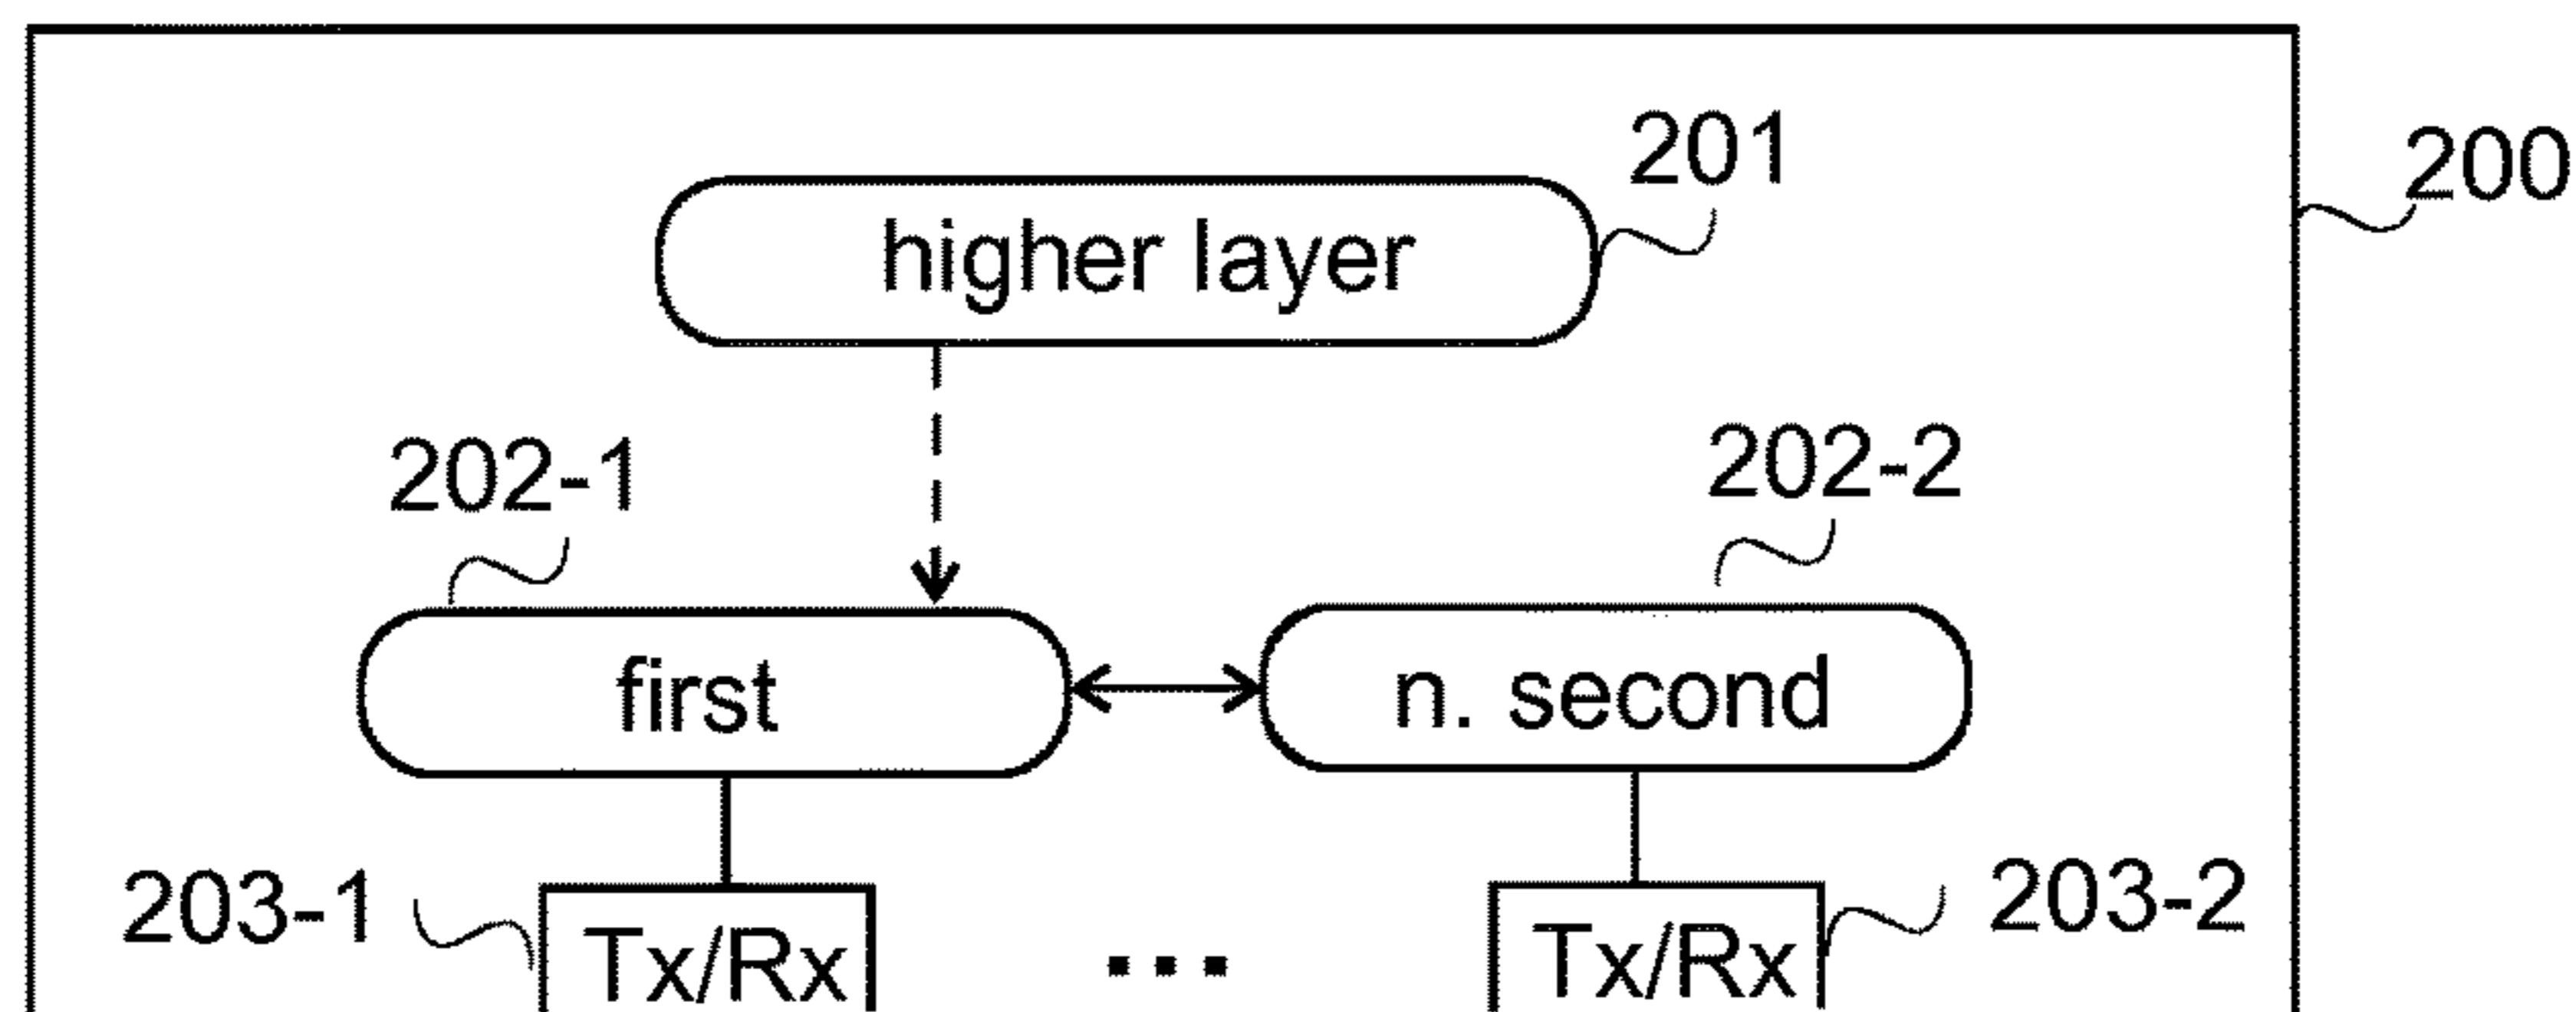 201
200
higher layer
202-1
202-2
first
n. second
203-1
Tx/Rx
...
Tx/Rx
203-2